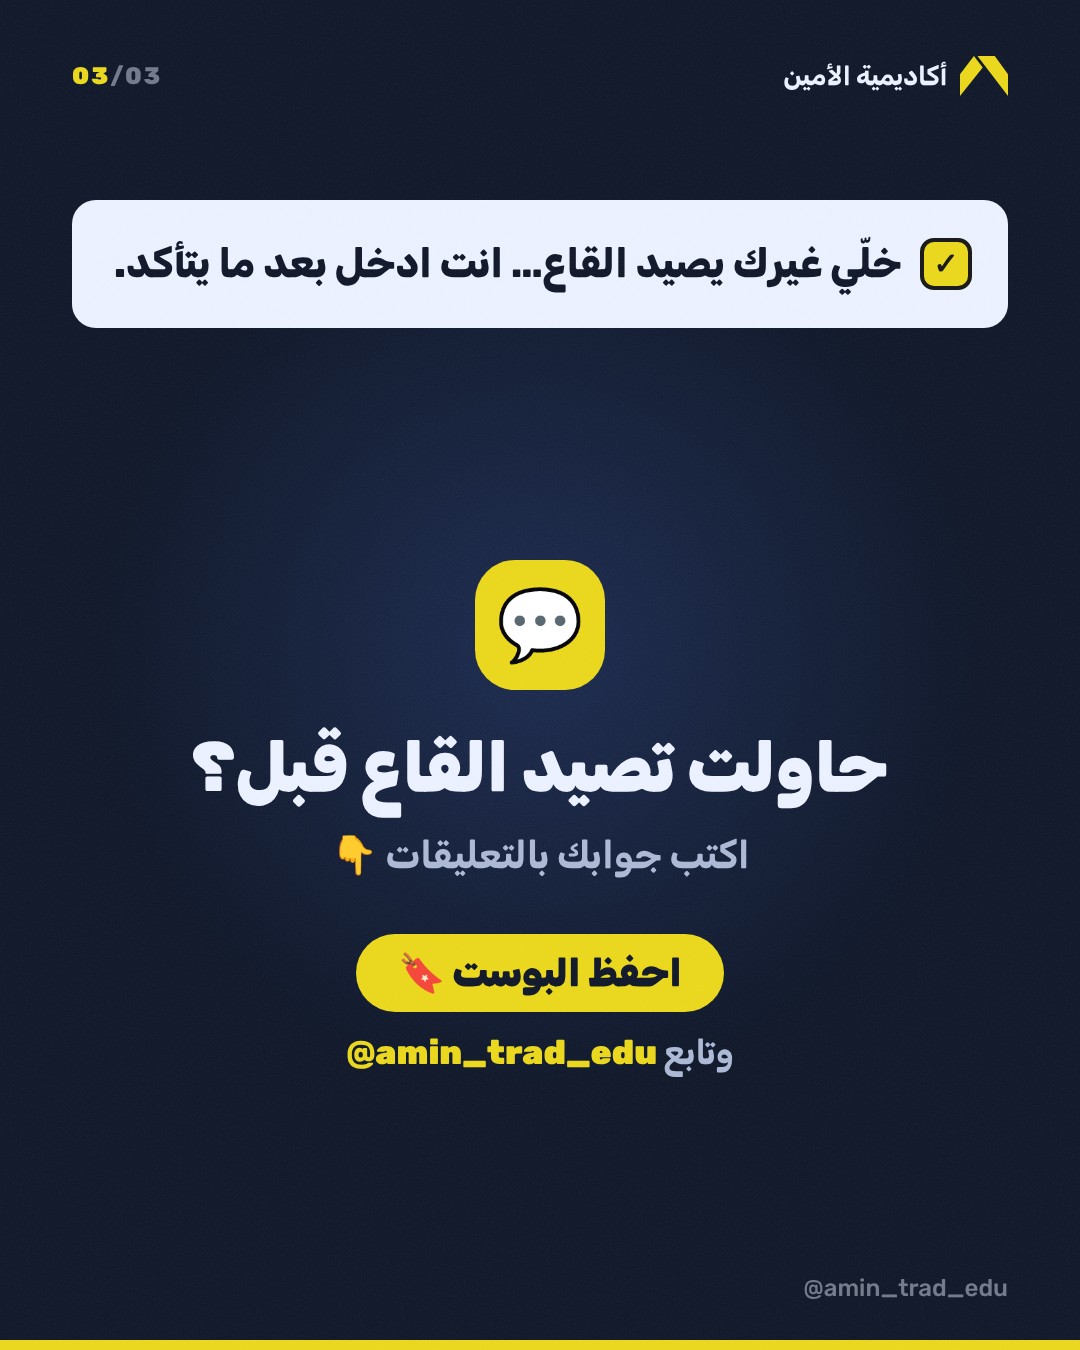 أكاديمية الأمين
03/03
✓ خلّي غيرك يصيد القاع... انت ادخل بعد ما يتأكد.
💬
حاولت تصيد القاع قبل؟
اكتب جوابك بالتعليقات 👇
احفظ البوست 🔖
وتابع @amin_trad_edu
@amin_trad_edu